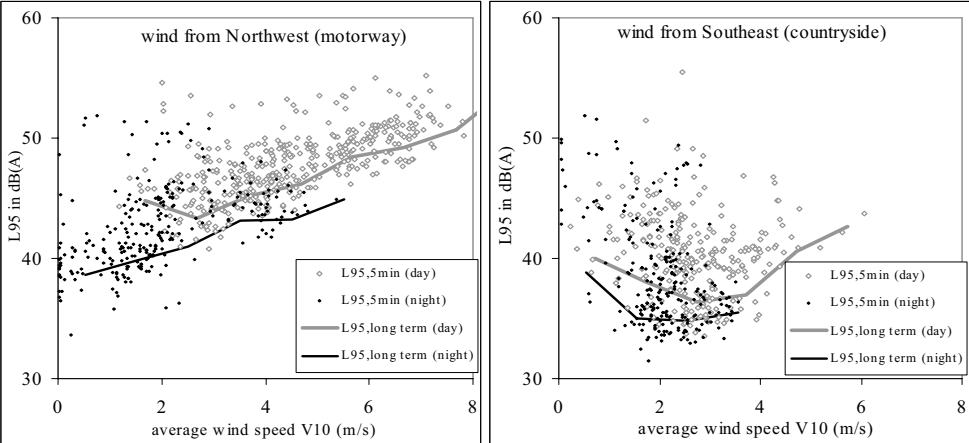 wind from Northwest (motorway)
60
50
40
30
L95 in dB(A)
0
2
4
6
8
average wind speed V10 (m/s)
L95,5min (day)
L95,5min (night)
L95,long term (day)
L95,long term (night)
wind from Southeast (countryside)
60
50
40
30
L95 in dB(A)
0
2
4
6
8
average wind speed V10 (m/s)
L95,5min (day)
L95,5min (night)
L95,long term (day)
L95,long term (night)